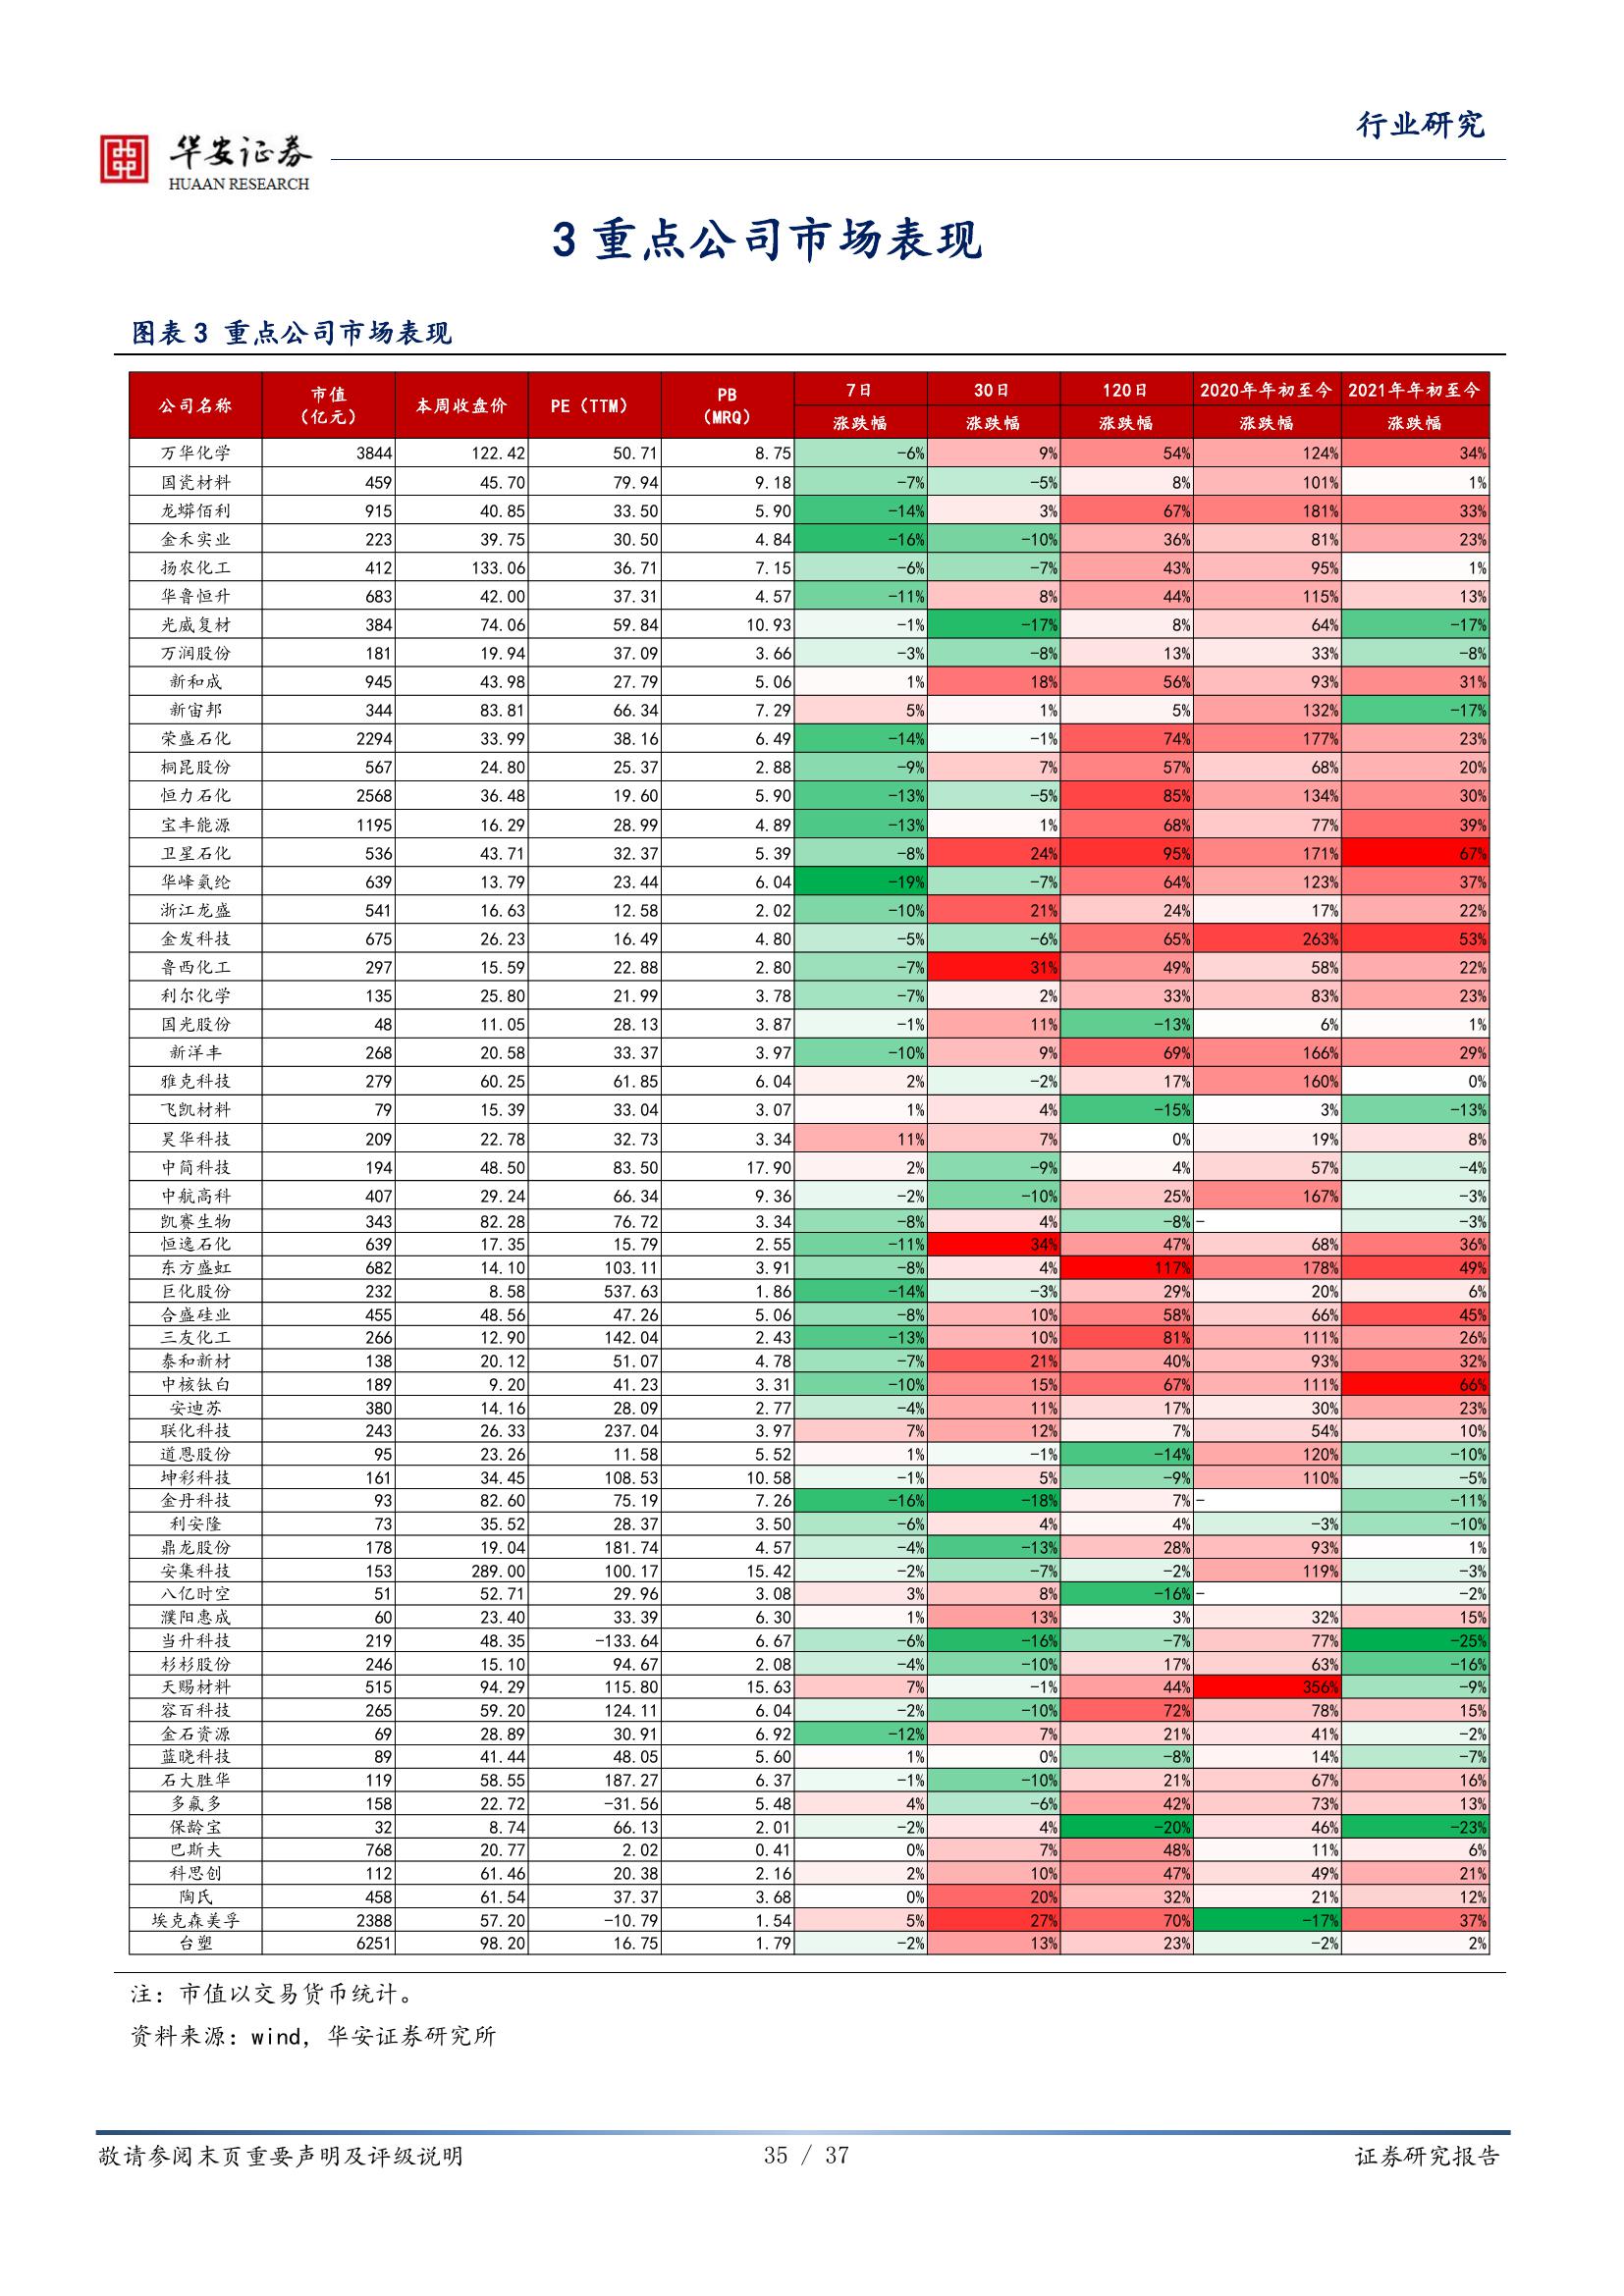 行业研究
华安证券
HUAAN RESEARCH
3 重点公司市场表现
图表 3 重点公司市场表现
公司名称 市值（亿元） 本周收盘价 PE（TTM） PB（MRQ） 7日涨跌幅 30日涨跌幅 120日涨跌幅 2020年年初至今涨跌幅 2021年年初至今涨跌幅
万华化学 3844 122.42 50.71 8.75 -6% 9% 54% 124% 34%
国瓷材料 459 45.70 79.94 9.18 -7% -5% 8% 101% 1%
龙蟒佰利 915 40.85 33.50 5.90 -14% 3% 67% 181% 33%
金禾实业 223 39.75 30.50 4.84 -16% -10% 36% 81% 23%
扬农化工 412 133.06 36.71 7.15 -6% -7% 43% 95% 1%
华鲁恒升 683 42.00 37.31 4.57 -11% 8% 44% 115% 13%
光威复材 384 74.06 59.84 10.93 -1% -17% 8% 64% -17%
万润股份 181 19.94 37.09 3.66 -3% -8% 13% 33% -8%
新和成 945 43.98 27.79 5.06 1% 18% 56% 93% 31%
新宙邦 344 83.81 66.34 7.29 5% 1% 5% 132% -17%
荣盛石化 2294 33.99 38.16 6.49 -14% -1% 74% 177% 23%
桐昆股份 567 24.80 25.37 2.88 -9% 7% 57% 68% 20%
恒力石化 2568 36.48 19.60 5.90 -13% -5% 85% 134% 30%
宝丰能源 1195 16.29 28.99 4.89 -13% 1% 68% 77% 39%
卫星石化 536 43.71 32.37 5.39 -8% 24% 95% 171% 67%
华峰氨纶 639 13.79 23.44 6.04 -19% -7% 64% 123% 37%
浙江龙盛 541 16.63 12.58 2.02 -10% 21% 24% 17% 22%
金发科技 675 26.23 16.49 4.80 -5% -6% 65% 263% 53%
鲁西化工 297 15.59 22.88 2.80 -7% 31% 49% 58% 22%
利尔化学 135 25.80 21.99 3.78 -7% 2% 33% 83% 23%
国光股份 48 11.05 28.13 3.87 -1% 11% -13% 6% 1%
新洋丰 268 20.58 33.37 3.97 -10% 9% 69% 166% 29%
雅克科技 279 60.25 61.85 6.04 2% -2% 17% 160% 0%
飞凯材料 79 15.39 33.04 3.07 1% 4% -15% 3% -13%
昊华科技 209 22.78 32.73 3.34 11% 7% 0% 19% 8%
中简科技 194 48.50 83.50 17.90 2% -9% 4% 57% -4%
中航高科 407 29.24 66.34 9.36 -2% -10% 25% 167% -3%
凯赛生物 343 82.28 76.72 3.34 -8% 4% -8% - -3%
恒逸石化 639 17.35 15.79 2.55 -11% 34% 47% 68% 36%
东方盛虹 682 14.10 103.11 3.91 -8% 4% 117% 178% 49%
巨化股份 232 8.58 537.63 1.86 -14% -3% 29% 20% 6%
合盛硅业 455 48.56 47.26 5.06 -8% 10% 58% 66% 45%
三友化工 266 12.90 142.04 2.43 -13% 10% 81% 111% 26%
泰和新材 138 20.12 51.07 4.78 -7% 21% 40% 93% 32%
中核钛白 189 9.20 41.23 3.31 -10% 15% 67% 111% 66%
安迪苏 380 14.16 28.09 2.77 -4% 11% 17% 30% 23%
联化科技 243 26.33 237.04 3.97 7% 12% 7% 54% 10%
道恩股份 95 23.26 11.58 5.52 1% -1% -14% 120% -10%
坤彩科技 161 34.45 108.53 10.58 -1% 5% -9% 110% -5%
金丹科技 93 82.60 75.19 7.26 -16% -18% 7% - -11%
利安隆 73 35.52 28.37 3.50 -6% 4% 4% -3% -10%
鼎龙股份 178 19.04 181.74 4.57 -4% -13% 28% 93% 1%
安集科技 153 289.00 100.17 15.42 -2% -7% -2% 119% -3%
八亿时空 51 52.71 29.96 3.08 3% 8% -16% - -2%
濮阳惠成 60 23.40 33.39 6.30 1% 13% 3% 32% 15%
当升科技 219 48.35 -133.64 6.67 -6% -16% -7% 77% -25%
杉杉股份 246 15.10 94.67 2.08 -4% -10% 17% 63% -16%
天赐材料 515 94.29 115.80 15.63 7% -1% 44% 356% -9%
容百科技 265 59.20 124.11 6.04 -2% -10% 72% 78% 15%
金石资源 69 28.89 30.91 6.92 -12% 7% 21% 41% -2%
蓝晓科技 89 41.44 48.05 5.60 1% 0% -8% 14% -7%
石大胜华 119 58.55 187.27 6.37 -1% -10% 21% 67% 16%
多氟多 158 22.72 -31.56 5.48 4% -6% 42% 73% 13%
保龄宝 32 8.74 66.13 2.01 -2% 4% -20% 46% -23%
巴斯夫 768 20.77 2.02 0.41 0% 7% 48% 11% 6%
科思创 112 61.46 20.38 2.16 2% 10% 47% 49% 21%
陶氏 458 61.54 37.37 3.68 0% 20% 32% 21% 12%
埃克森美孚 2388 57.20 -10.79 1.54 5% 27% 70% -17% 37%
台塑 6251 98.20 16.75 1.79 -2% 13% 23% -2% 2%
注：市值以交易货币统计。
资料来源：wind，华安证券研究所
敬请参阅末页重要声明及评级说明 35 / 37 证券研究报告